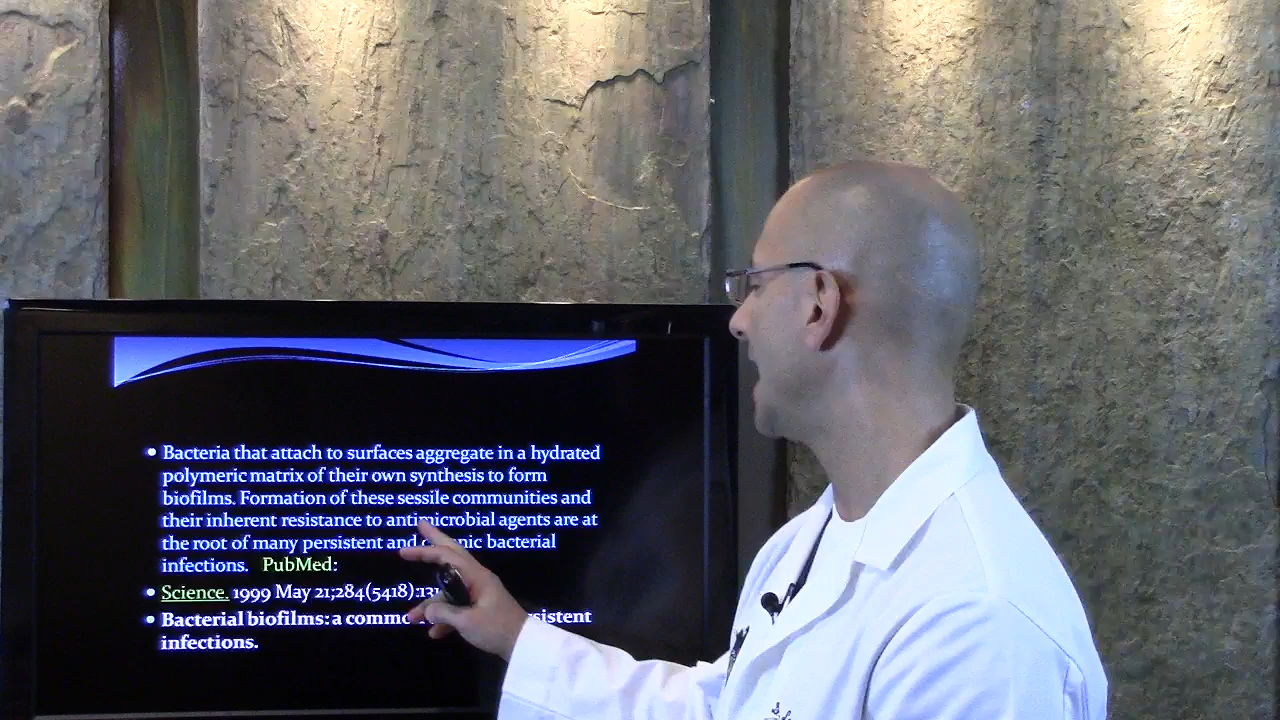 • Bacteria that attach to surfaces aggregate in a hydrated
polymeric matrix of their own synthesis to form
biofilms. Formation of these sessile communities and
their inherent resistance to antimicrobial agents are at
the root of many persistent and bacterial
infections. PubMed:
• Science. 1999 May 21;284(5418):
• Bacterial biofilms: a
infections.